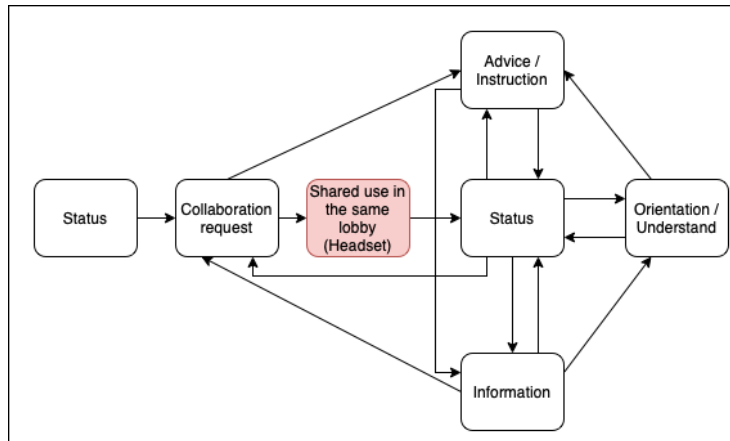 Advice /
Instruction
Status
Collaboration
request
Shared use in
the same
lobby
(Headset)
Status
Orientation /
Understand
Information